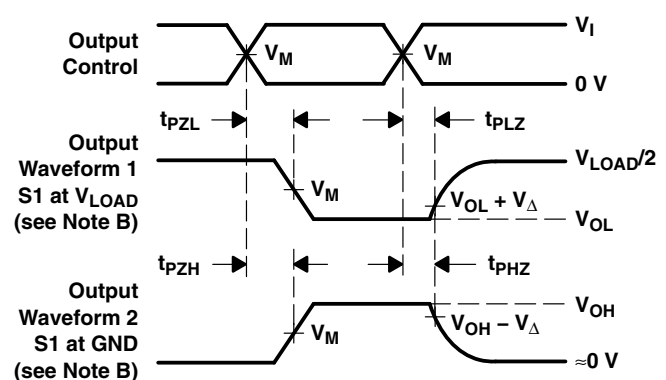 Output
Control
V_M
V_M
V_I
0 V
t_PZL
t_PLZ
Output
Waveform 1
S1 at V_LOAD
(see Note B)
V_M
V_LOAD/2
V_OL + V_Δ
V_OL
t_PZH
t_PHZ
Output
Waveform 2
S1 at GND
(see Note B)
V_M
V_OH
V_OH − V_Δ
≈0 V